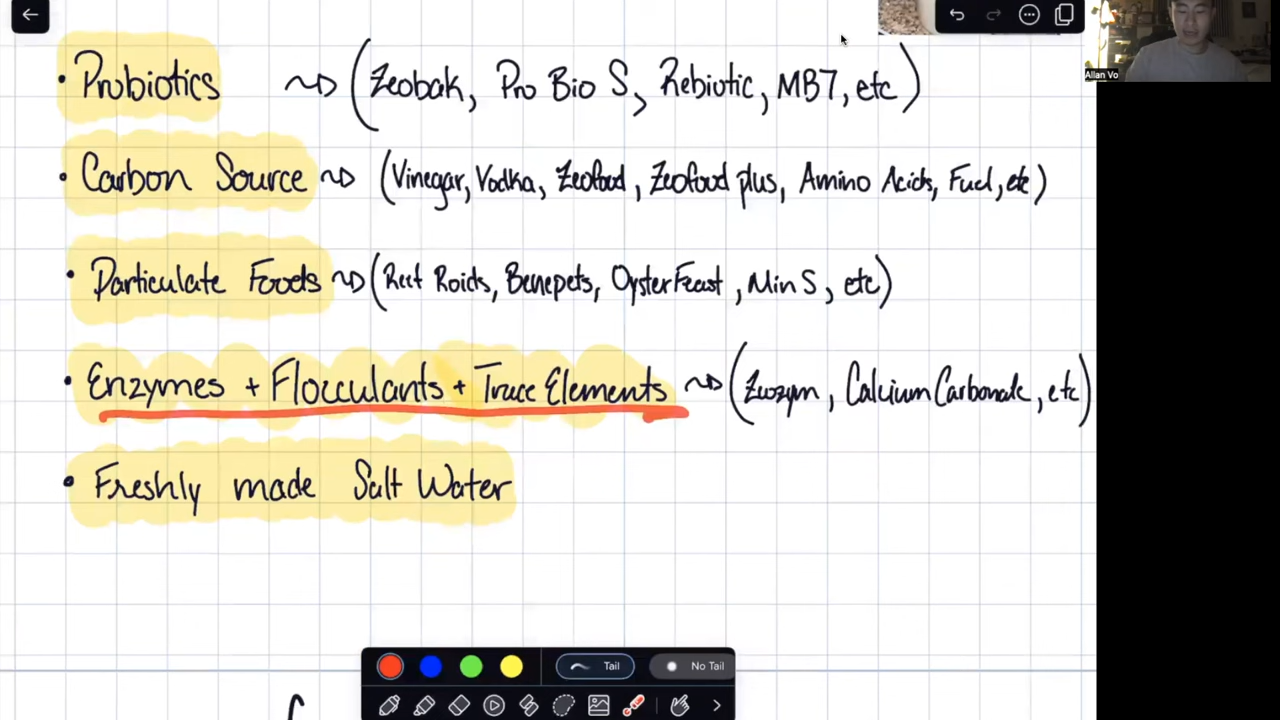 Allan Vo
• Probiotics ⇝ (Zeobak, Pro Bio S, Rebiotic, MB7, etc)
• Carbon Source ⇝ (Vinegar, Vodka, Zeofood, Zeofood plus, Amino Acids, Fuel, etc)
• Particulate Foods ⇝ (Reef Roids, Benepets, OysterFeast, Min S, etc)
• Enzymes + Flocculants + Trace Elements ⇝ (Zeozym, Calcium Carbonate, etc)
• Freshly made Salt Water
Tail No Tail